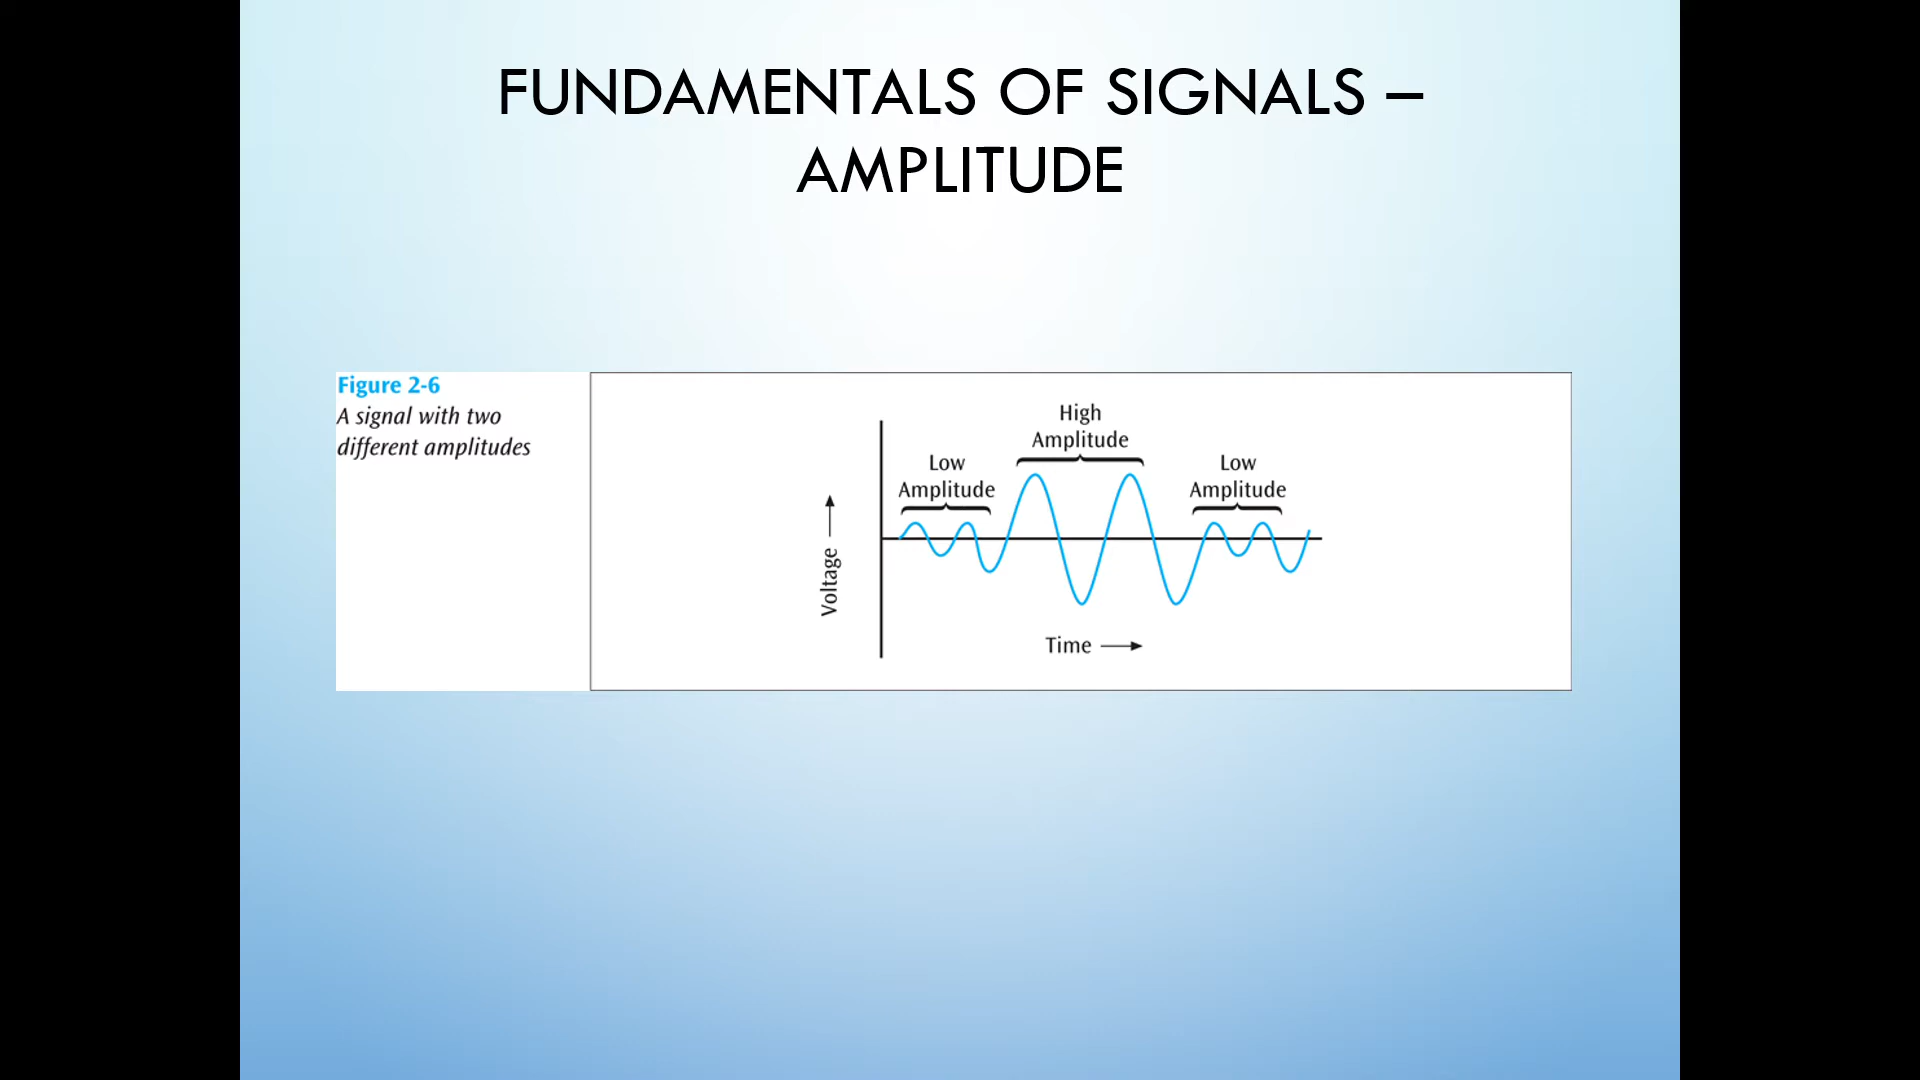 FUNDAMENTALS OF SIGNALS –
AMPLITUDE
Figure 2-6
A signal with two
different amplitudes
High
Amplitude
Low
Amplitude
Low
Amplitude
Voltage
Time